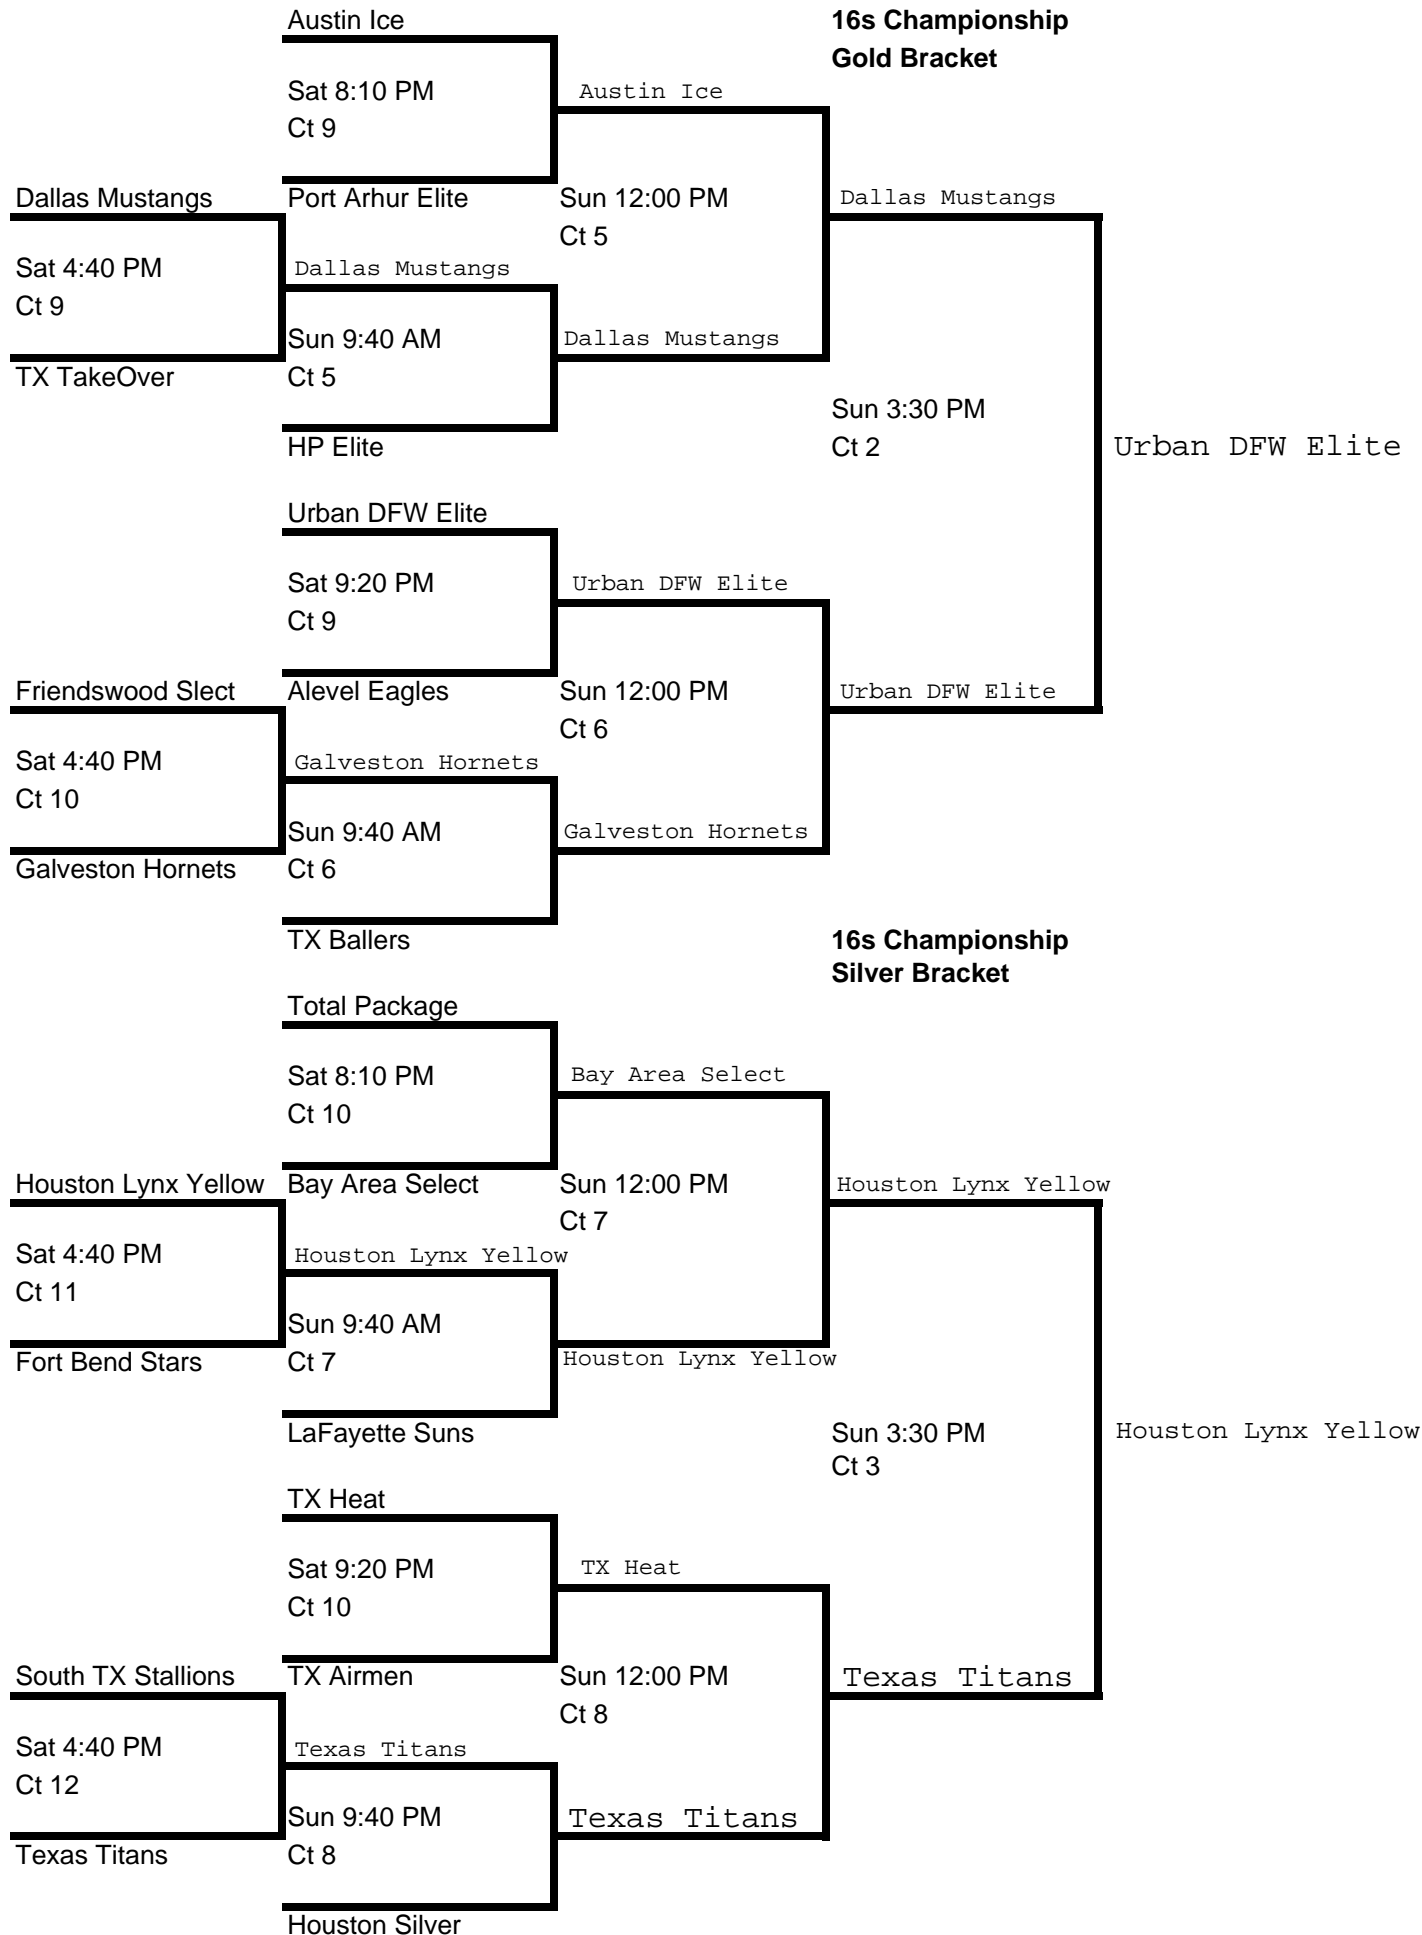 Austin Ice
16s Championship
Gold Bracket
Sat 8:10 PM
Austin Ice
Ct 9
Dallas Mustangs
Port Arhur Elite
Sun 12:00 PM
Dallas Mustangs
Ct 5
Sat 4:40 PM
Dallas Mustangs
Ct 9
Sun 9:40 AM
Dallas Mustangs
TX TakeOver
Ct 5
Sun 3:30 PM
HP Elite
Ct 2
Urban DFW Elite
Urban DFW Elite
Sat 9:20 PM
Urban DFW Elite
Ct 9
Friendswood Slect
Alevel Eagles
Sun 12:00 PM
Urban DFW Elite
Ct 6
Sat 4:40 PM
Galveston Hornets
Ct 10
Sun 9:40 AM
Galveston Hornets
Galveston Hornets
Ct 6
TX Ballers
16s Championship
Silver Bracket
Total Package
Sat 8:10 PM
Bay Area Select
Ct 10
Houston Lynx Yellow
Bay Area Select
Sun 12:00 PM
Houston Lynx Yellow
Ct 7
Sat 4:40 PM
Houston Lynx Yellow
Ct 11
Sun 9:40 AM
Fort Bend Stars
Ct 7
Houston Lynx Yellow
LaFayette Suns
Sun 3:30 PM
Houston Lynx Yellow
Ct 3
TX Heat
Sat 9:20 PM
TX Heat
Ct 10
South TX Stallions
TX Airmen
Sun 12:00 PM
Texas Titans
Ct 8
Sat 4:40 PM
Texas Titans
Ct 12
Sun 9:40 PM
Texas Titans
Texas Titans
Ct 8
Houston Silver